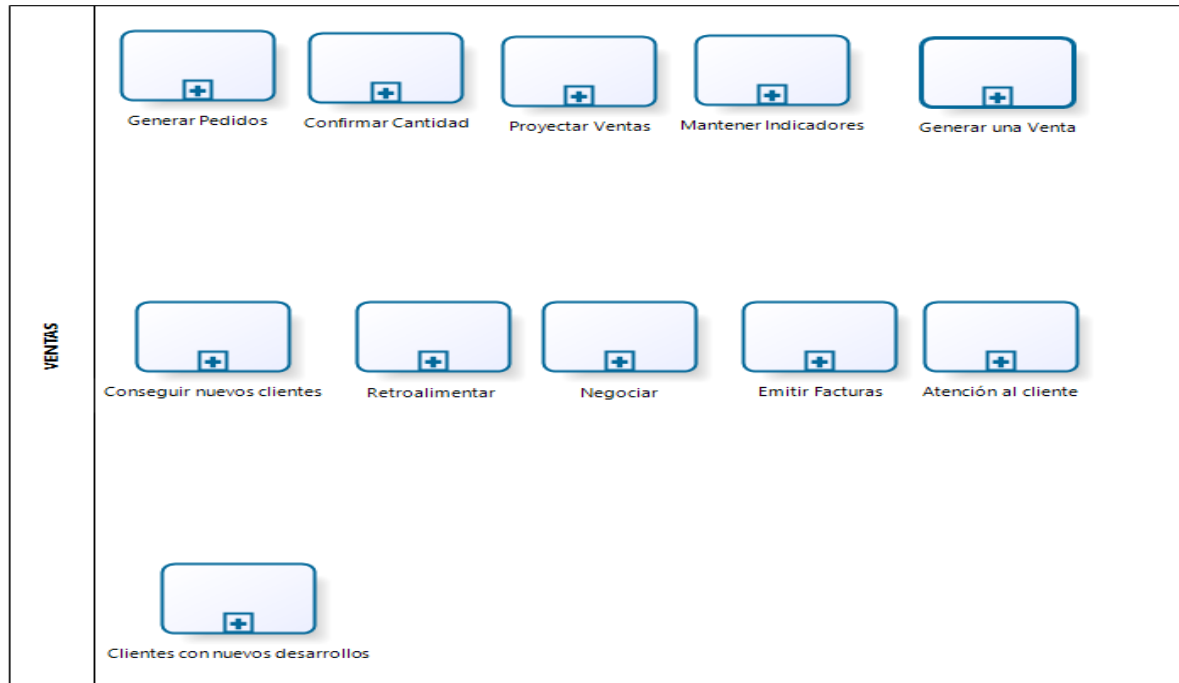 VENTAS
Generar Pedidos
Confirmar Cantidad
Proyectar Ventas
Mantener Indicadores
Generar una Venta
Conseguir nuevos clientes
Retroalimentar
Negociar
Emitir Facturas
Atención al cliente
Clientes con nuevos desarrollos